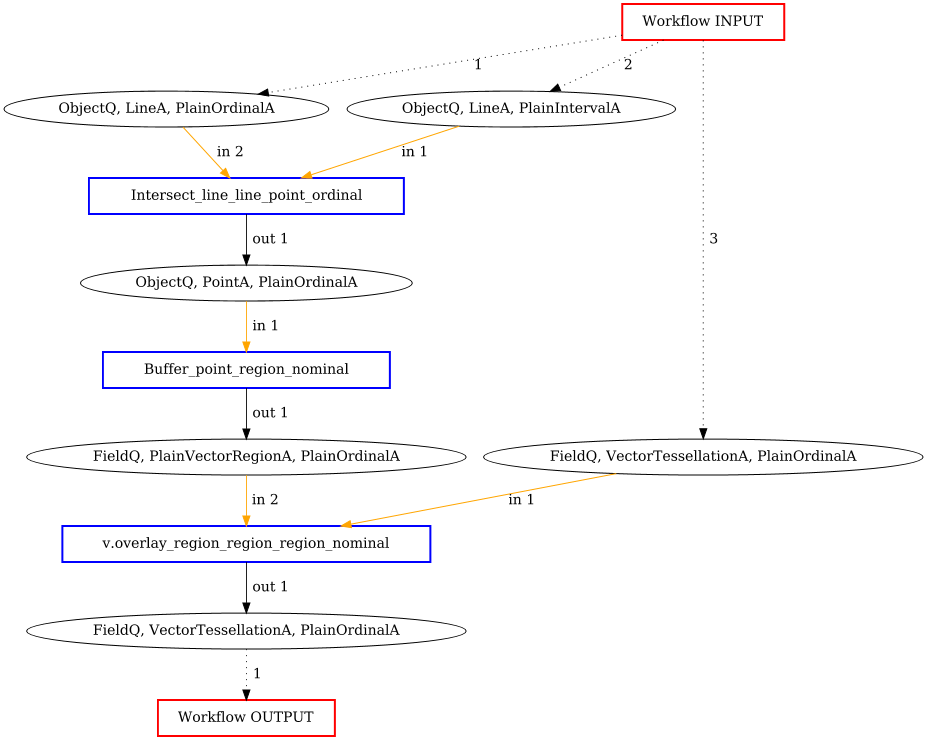 Workflow INPUT
1
2
ObjectQ, LineA, PlainOrdinalA
ObjectQ, LineA, PlainIntervalA
in 2
in 1
Intersect_line_line_point_ordinal
out 1
3
ObjectQ, PointA, PlainOrdinalA
in 1
Buffer_point_region_nominal
out 1
FieldQ, PlainVectorRegionA, PlainOrdinalA
FieldQ, VectorTessellationA, PlainOrdinalA
in 2
in 1
v.overlay_region_region_region_nominal
out 1
FieldQ, VectorTessellationA, PlainOrdinalA
1
Workflow OUTPUT